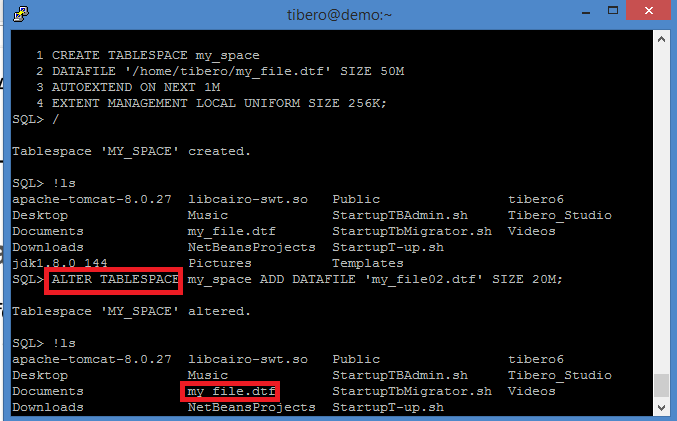 tibero@demo:~
1 CREATE TABLESPACE my_space
2 DATAFILE '/home/tibero/my_file.dtf' SIZE 50M
3 AUTOEXTEND ON NEXT 1M
4 EXTENT MANAGEMENT LOCAL UNIFORM SIZE 256K;
SQL> /
Tablespace 'MY_SPACE' created.
SQL> !ls
apache-tomcat-8.0.27 libcairo-swt.so Public tibero6
Desktop Music StartupTBAdmin.sh Tibero_Studio
Documents my_file.dtf StartupTbMigrator.sh Videos
Downloads NetBeansProjects StartupT-up.sh
jdk1.8.0_144 Pictures Templates
SQL> ALTER TABLESPACE my_space ADD DATAFILE 'my_file02.dtf' SIZE 20M;
Tablespace 'MY_SPACE' altered.
SQL> !ls
apache-tomcat-8.0.27 libcairo-swt.so Public tibero6
Desktop Music StartupTBAdmin.sh Tibero_Studio
Documents my_file.dtf StartupTbMigrator.sh Videos
Downloads NetBeansProjects StartupT-up.sh